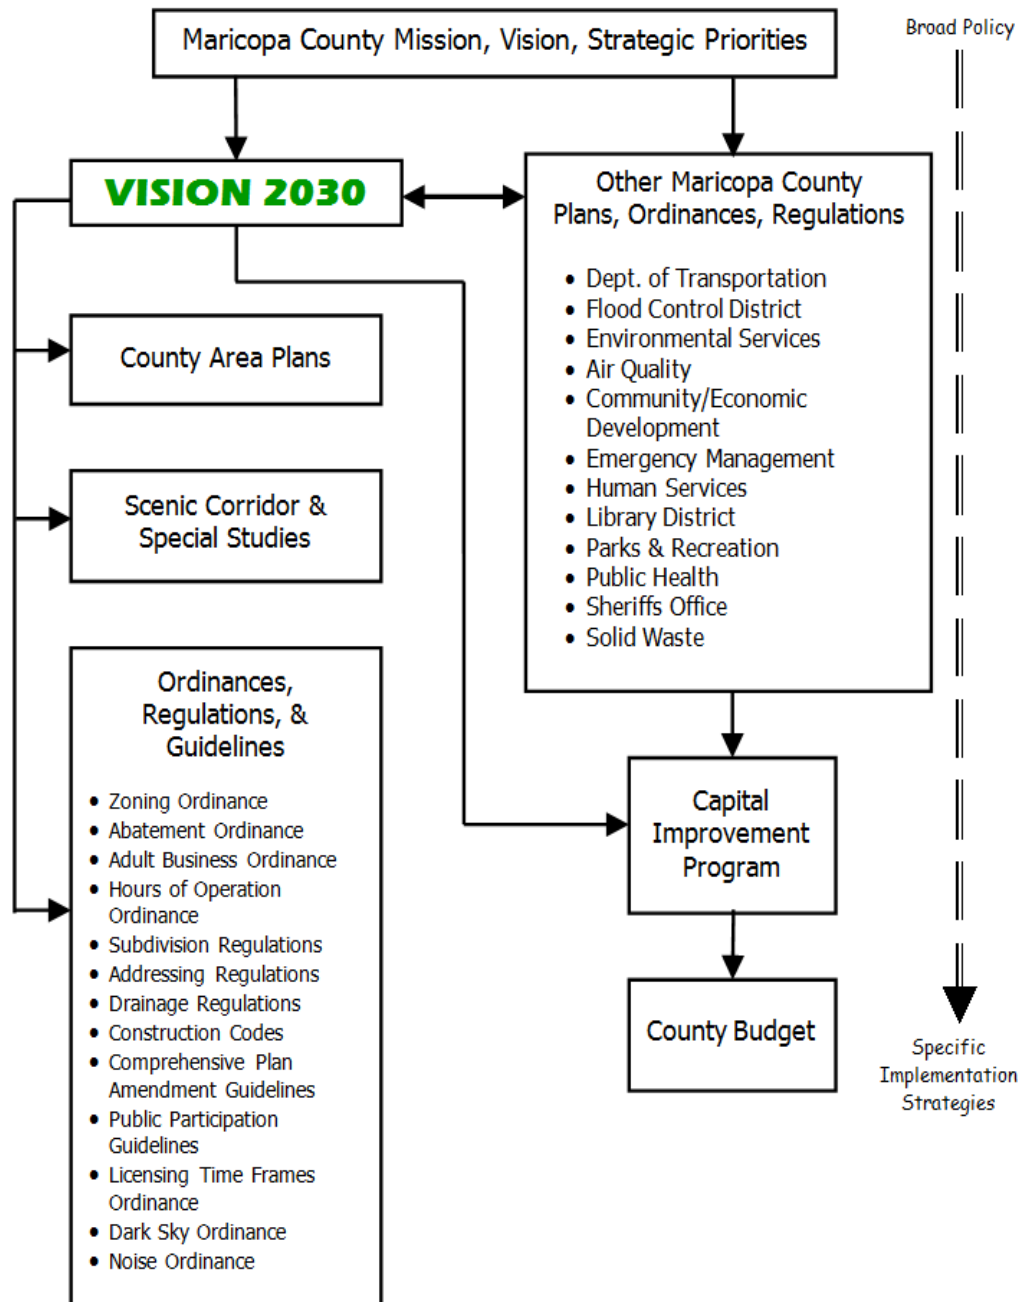 Maricopa County Mission, Vision, Strategic Priorities
Broad Policy
VISION 2030
Other Maricopa County
Plans, Ordinances, Regulations
• Dept. of Transportation
• Flood Control District
• Environmental Services
• Air Quality
• Community/Economic
Development
• Emergency Management
• Human Services
• Library District
• Parks & Recreation
• Public Health
• Sheriffs Office
• Solid Waste
County Area Plans
Scenic Corridor &
Special Studies
Ordinances,
Regulations, &
Guidelines
• Zoning Ordinance
• Abatement Ordinance
• Adult Business Ordinance
• Hours of Operation
Ordinance
• Subdivision Regulations
• Addressing Regulations
• Drainage Regulations
• Construction Codes
• Comprehensive Plan
Amendment Guidelines
• Public Participation
Guidelines
• Licensing Time Frames
Ordinance
• Dark Sky Ordinance
• Noise Ordinance
Capital
Improvement
Program
County Budget
Specific
Implementation
Strategies